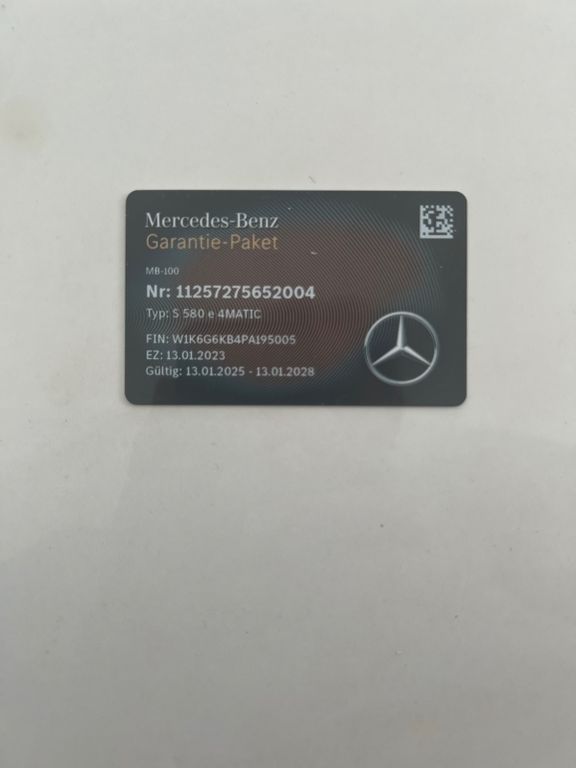 Mercedes-Benz
Garantie-Paket
MB-100
Nr: 11257275652004
Typ: S 580 e 4MATIC
FIN: W1K6G6KB4PA195005
EZ: 13.01.2023
Gültig: 13.01.2025 - 13.01.2028